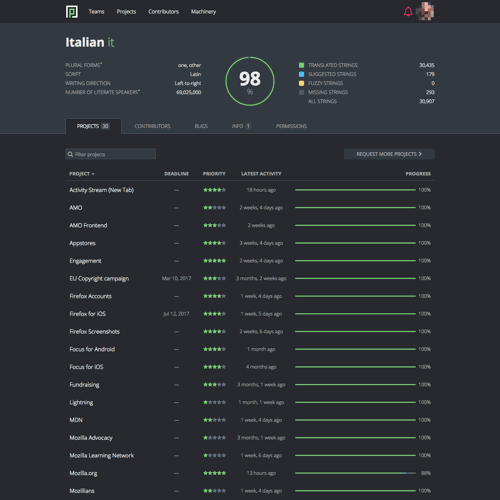 Teams Projects Contributors Machinery
Italian it
PLURAL FORMS* one, other
SCRIPT Latin
WRITING DIRECTION Left-to-right
NUMBER OF LITERATE SPEAKERS* 69,025,000
98
%
TRANSLATED STRINGS 30,435
SUGGESTED STRINGS 179
FUZZY STRINGS 0
MISSING STRINGS 293
ALL STRINGS 30,907
PROJECTS 30 CONTRIBUTORS BUGS INFO 1 PERMISSIONS
Filter projects
REQUEST MORE PROJECTS
PROJECT DEADLINE PRIORITY LATEST ACTIVITY PROGRESS
Activity Stream (New Tab) — 18 hours ago 100%
AMO — 2 weeks, 4 days ago 100%
AMO Frontend — 2 weeks ago 100%
Appstores — 3 weeks, 4 days ago 100%
Engagement — 2 weeks, 4 days ago 100%
EU Copyright campaign Mar 10, 2017 3 months, 2 weeks ago 100%
Firefox Accounts — 1 week, 4 days ago 100%
Firefox for iOS Jul 12, 2017 1 week, 5 days ago 100%
Firefox Screenshots — 2 weeks, 6 days ago 100%
Focus for Android — 1 month ago 100%
Focus for iOS — 4 months ago 100%
Fundraising — 3 months, 1 week ago 100%
Lightning — 1 month, 1 week ago 100%
MDN — 1 week, 4 days ago 100%
Mozilla Advocacy — 3 months, 1 week ago 100%
Mozilla Learning Network — 1 week, 6 days ago 100%
Mozilla.org — 13 hours ago 88%
Mozillians — 1 week, 4 days ago 100%